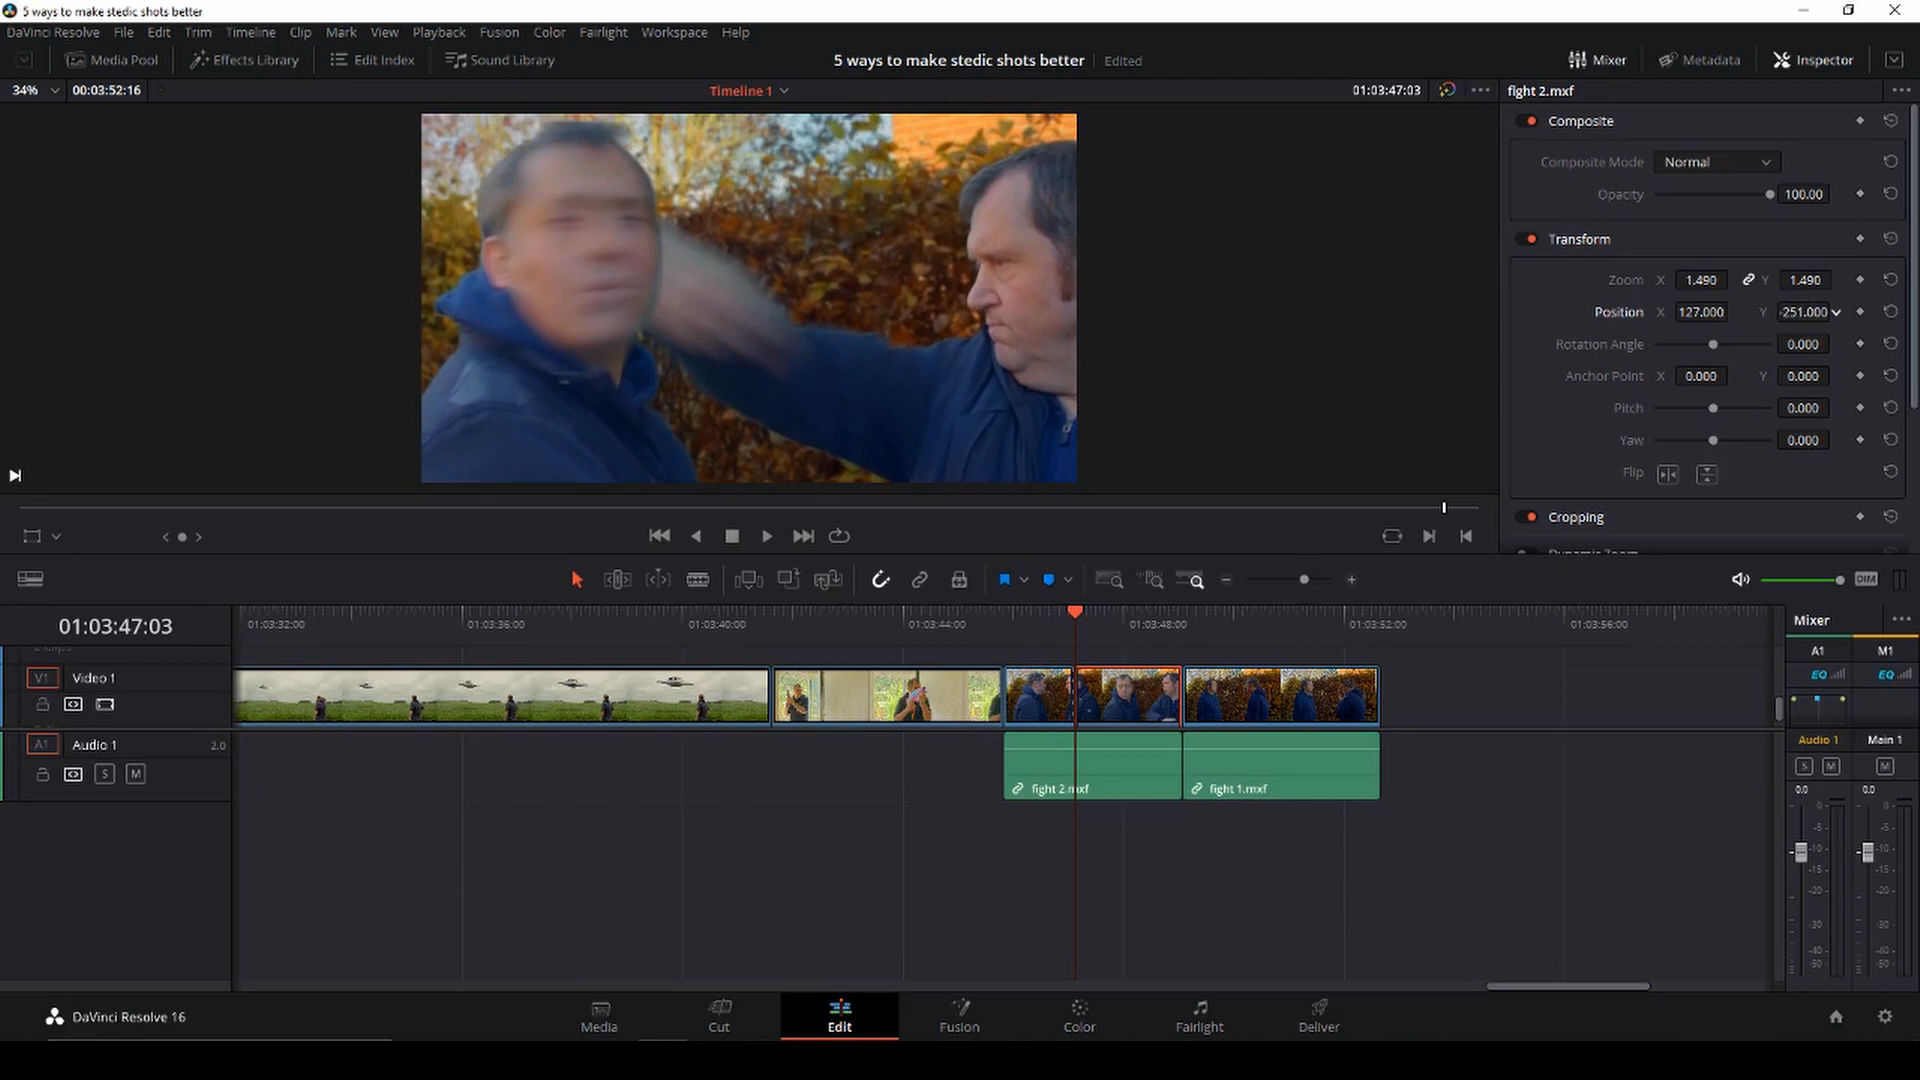 5 ways to make stedic shots better
DaVinci Resolve File Edit Trim Timeline Clip Mark View Playback Fusion Color Fairlight Workspace Help
Media Pool Effects Library Edit Index Sound Library 5 ways to make stedic shots better Edited Mixer Metadata Inspector
34% 00:03:52:16 Timeline 1 01:03:47:03 fight 2.mxf
Composite
Composite Mode Normal
Opacity 100.00
Transform
Zoom X 1.490 Y 1.490
Position X 127.000 Y -251.000
Rotation Angle 0.000
Anchor Point X 0.000 Y 0.000
Pitch 0.000
Yaw 0.000
Flip
Cropping
Dynamic Zoom
DIM
01:03:47:03 01:03:32:00 01:03:36:00 01:03:40:00 01:03:44:00 01:03:48:00 01:03:52:00 01:03:56:00 Mixer
2 Clips
A1 M1
V1 Video 1
EQ EQ
A1 Audio 1 2.0
Audio 1 Main 1
S M
S M M
fight 2.mxf fight 1.mxf
0.0 0.0
0 0
-5 -5
-10 -10
-15 -15
-20 -20
-30 -30
-40 -40
-50 -50
DaVinci Resolve 16
Media Cut Edit Fusion Color Fairlight Deliver